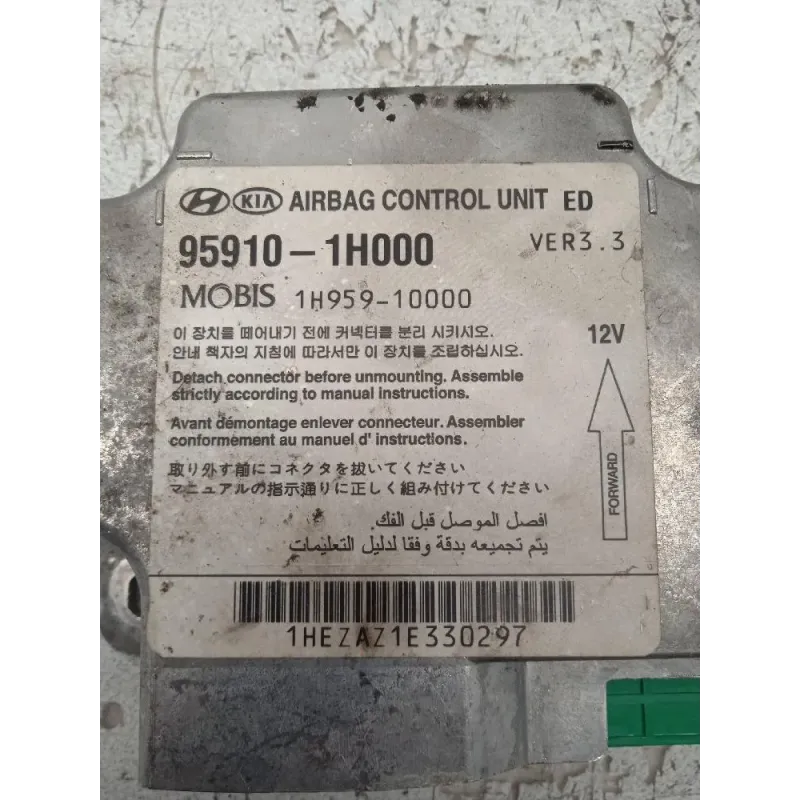 KIA AIRBAG CONTROL UNIT ED
95910-1H000 VER3.3
MOBIS 1H959-10000
이 장치를 떼어내기 전에 커넥터를 분리 시키시오.
안내 책자의 지침에 따라서만 이 장치를 조립하십시오.
12V
Detach connector before unmounting. Assemble
strictly according to manual instructions.
Avant démontage enlever connecteur. Assembler
conformement au manuel d' instructions.
FORWARD
取り外す前にコネクタを抜いてください
マニュアルの指示通りに正しく組み付けてください
افصل الموصل قبل الفك.
يتم تجميعه بدقة وفقا لدليل التعليمات
1HEZAZ1E330297